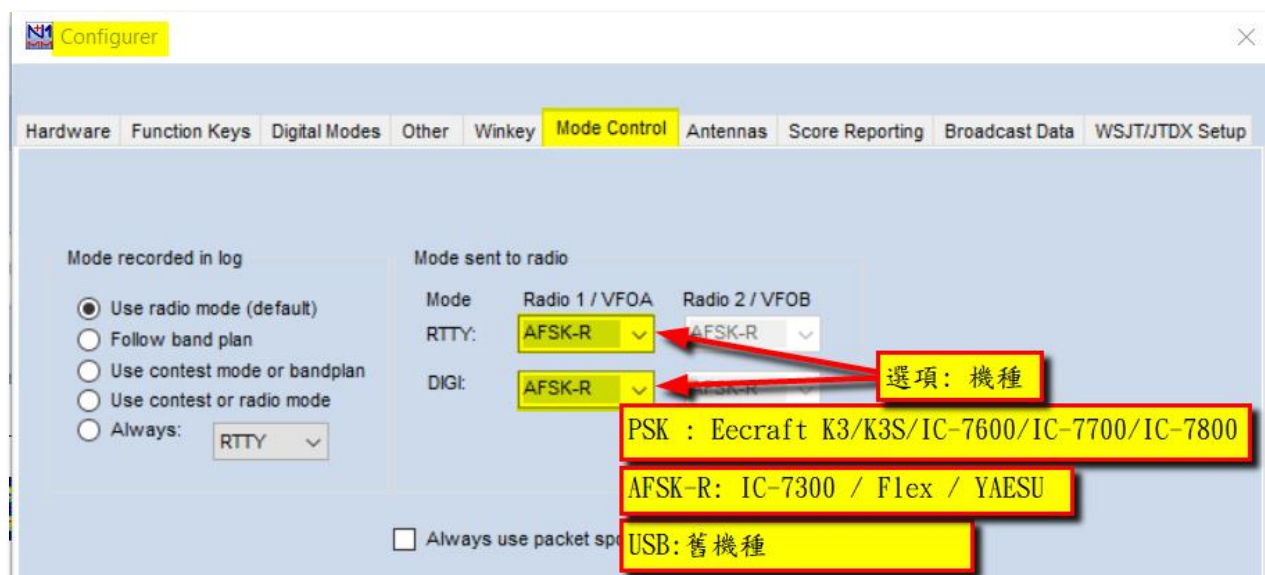 N1
MM
Configurer
Hardware Function Keys Digital Modes Other Winkey Mode Control Antennas Score Reporting Broadcast Data WSJT/JTDX Setup
Mode recorded in log
Use radio mode (default)
Follow band plan
Use contest mode or bandplan
Use contest or radio mode
Always: RTTY
Mode sent to radio
Mode Radio 1 / VFOA Radio 2 / VFOB
RTTY: AFSK-R AFSK-R
DIGI: AFSK-R AFSK-R
選項: 機種
PSK : Eecraft K3/K3S/IC-7600/IC-7700/IC-7800
AFSK-R: IC-7300 / Flex / YAESU
USB:舊機種
Always use packet